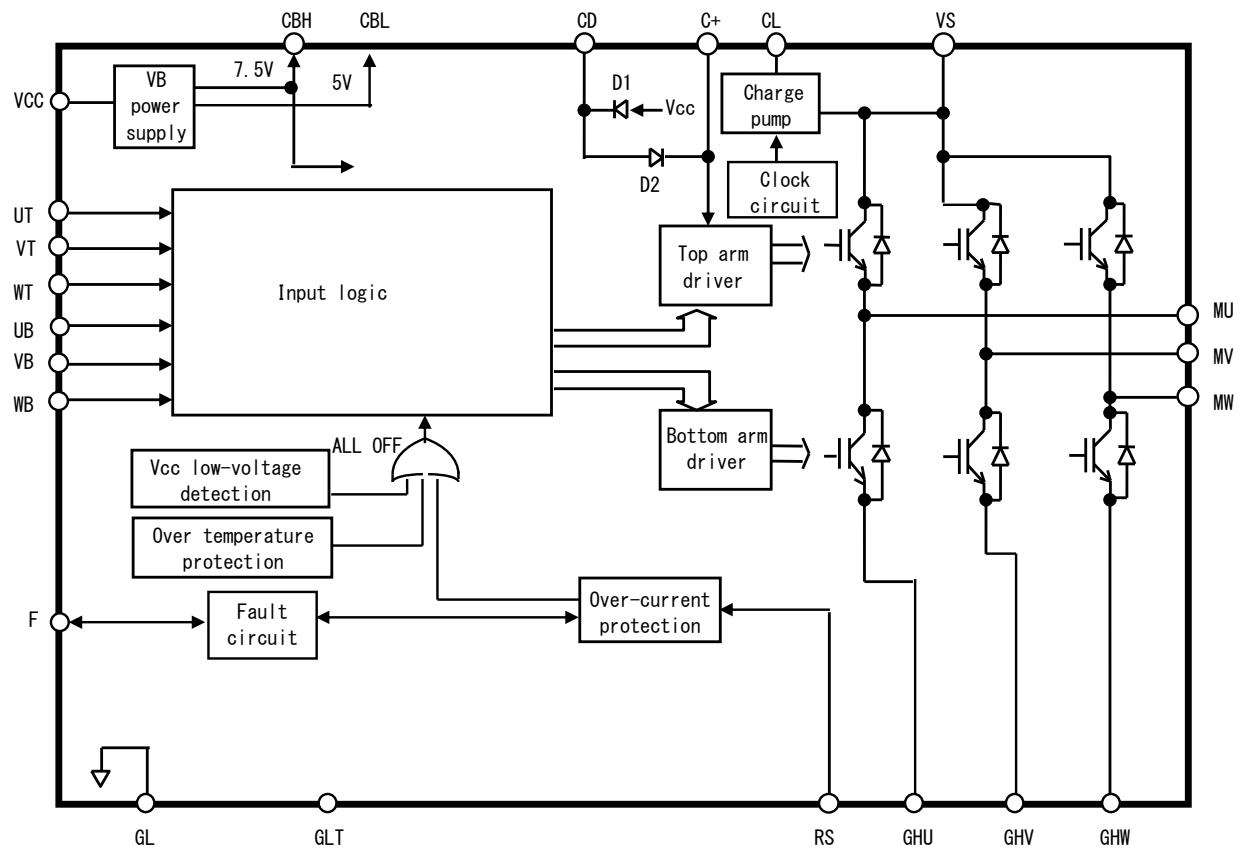 CBH
CBL
CD
C+
CL
VS
7.5V
5V
VB
power
supply
VCC
D1
Vcc
D2
Charge
pump
Clock
circuit
UT
VT
WT
UB
VB
WB
Input logic
Top arm
driver
Bottom arm
driver
MU
MV
MW
ALL OFF
Vcc low-voltage
detection
Over temperature
protection
F
Fault
circuit
Over-current
protection
GL
GLT
RS
GHU
GHV
GHW